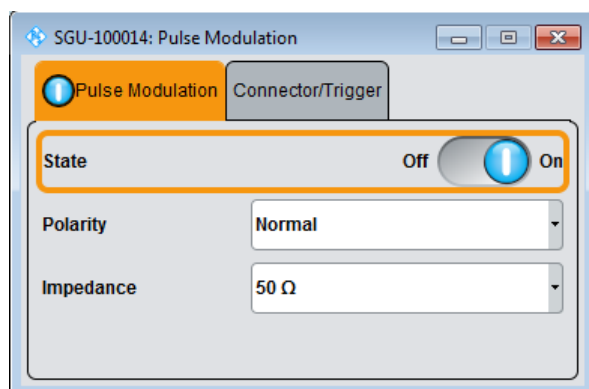 SGU-100014: Pulse Modulation
Pulse Modulation Connector/Trigger
State Off On
Polarity Normal
Impedance 50 Ω